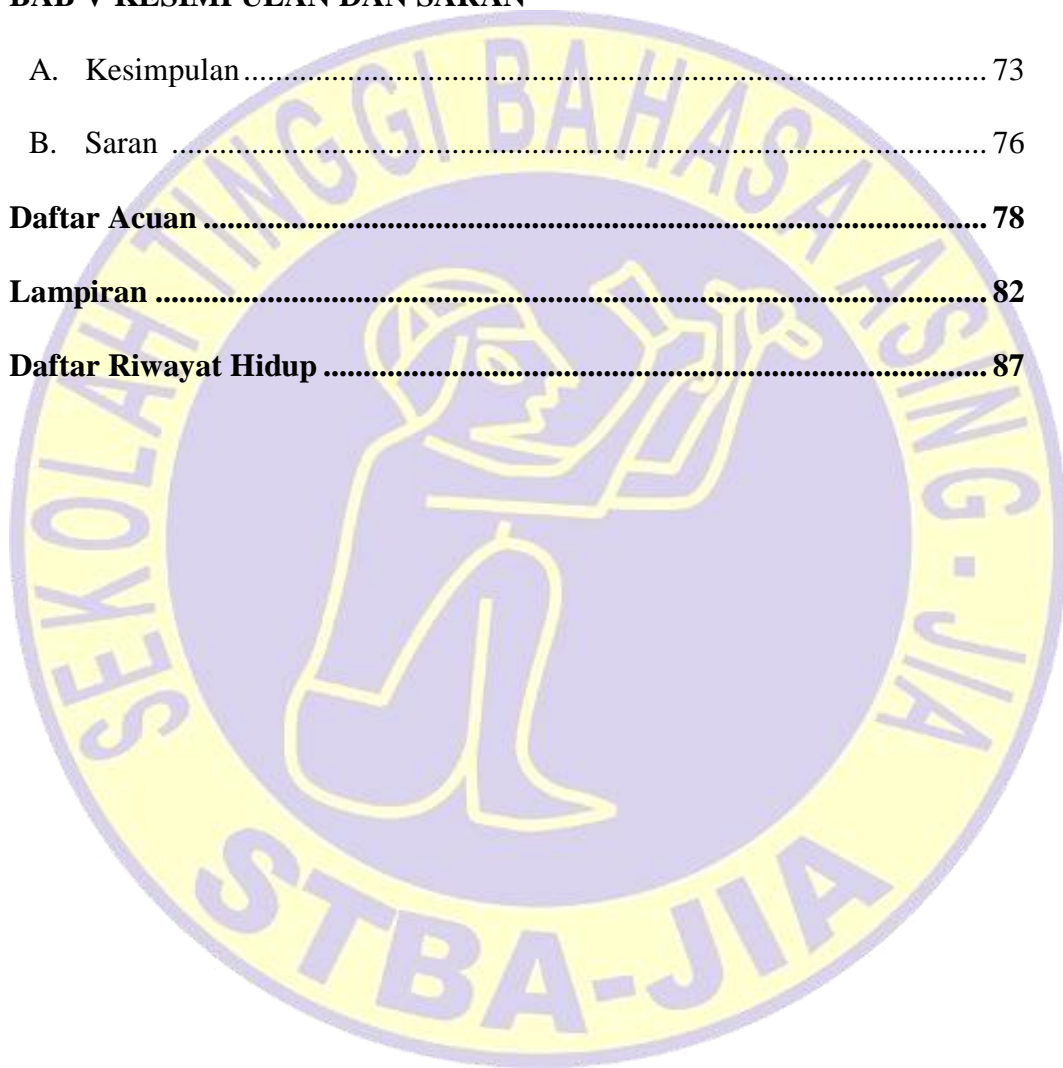 BAB V KESIMPULAN DAN SARAN
A. Kesimpulan ........................................................................................... 73
B. Saran ..................................................................................................... 76
Daftar Acuan ................................................................................................ 78
Lampiran ...................................................................................................... 82
Daftar Riwayat Hidup ................................................................................. 87
SEKOLAH TINGGI BAHASA ASING - JIA
STBA-JIA